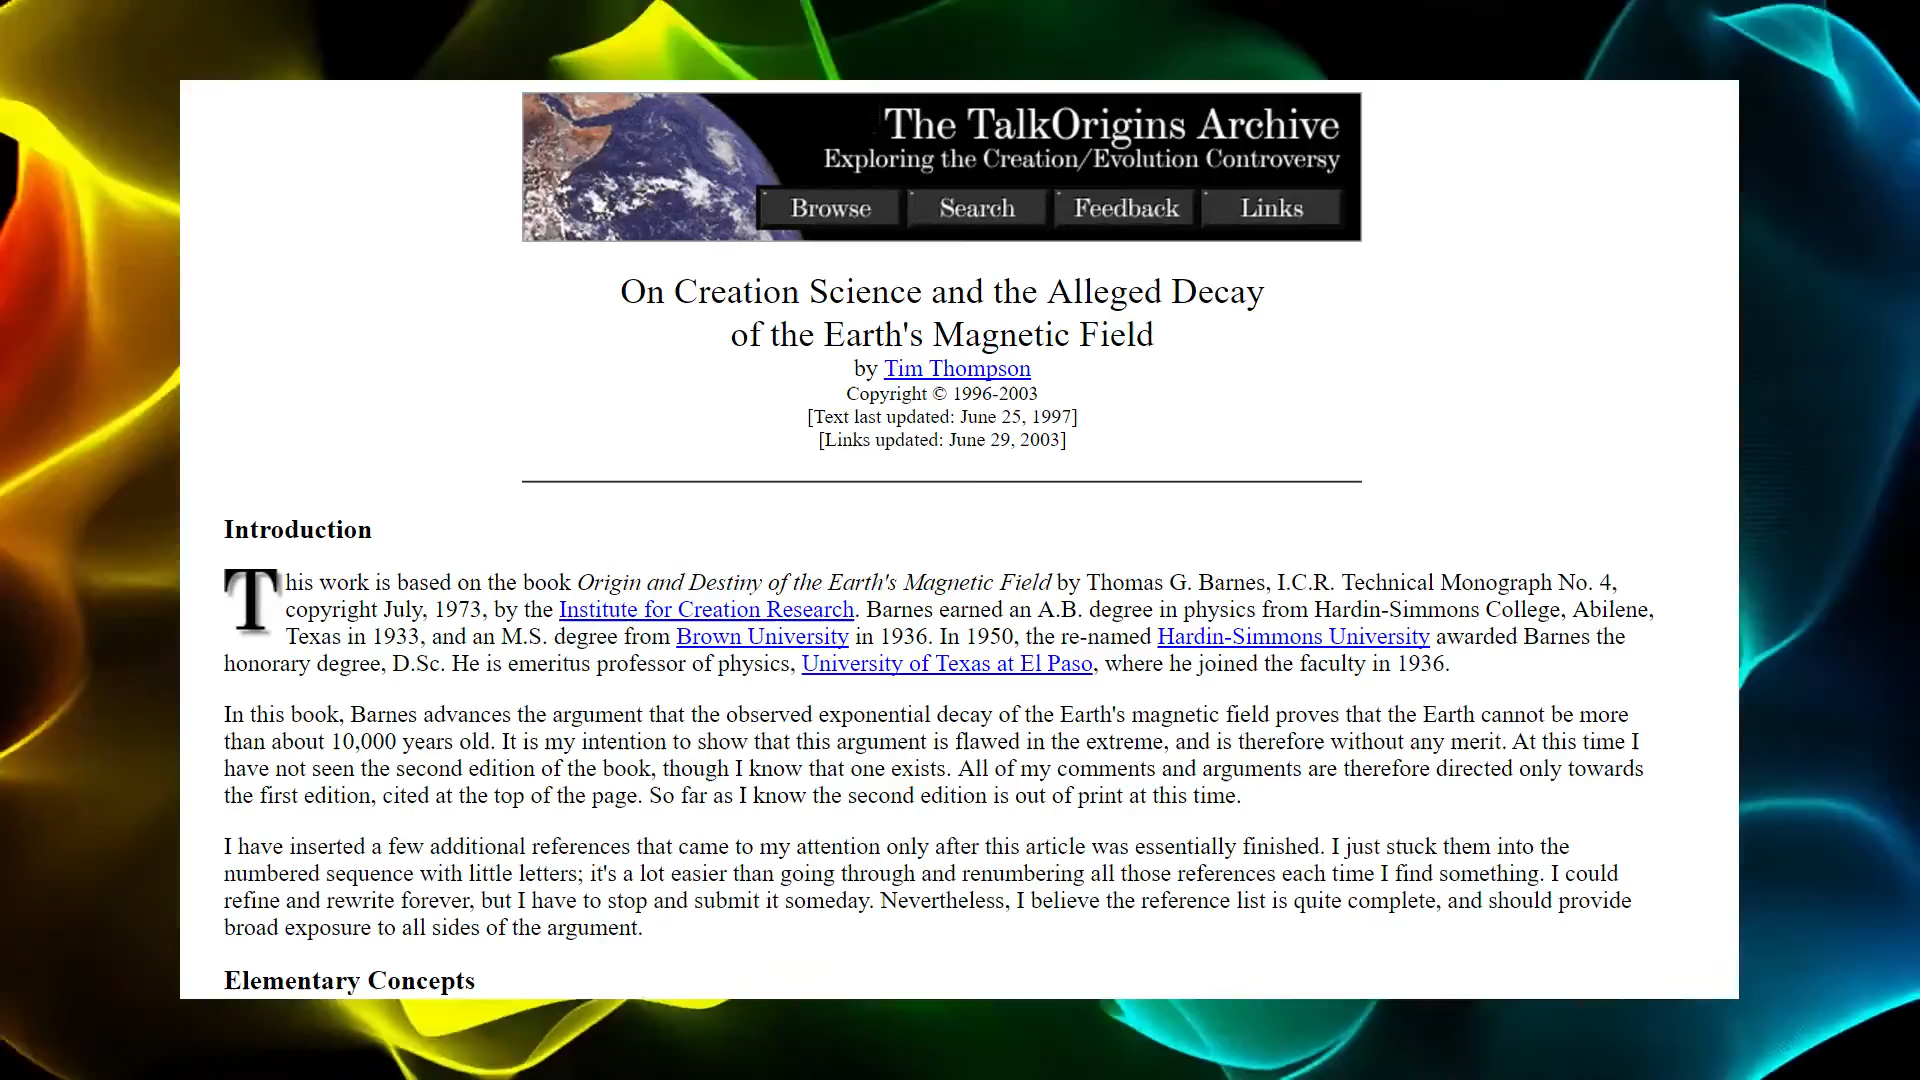 The TalkOrigins Archive
Exploring the Creation/Evolution Controversy
Browse Search Feedback Links
On Creation Science and the Alleged Decay
of the Earth's Magnetic Field
by Tim Thompson
Copyright © 1996-2003
[Text last updated: June 25, 1997]
[Links updated: June 29, 2003]
Introduction
This work is based on the book Origin and Destiny of the Earth's Magnetic Field by Thomas G. Barnes, I.C.R. Technical Monograph No. 4,
copyright July, 1973, by the Institute for Creation Research. Barnes earned an A.B. degree in physics from Hardin-Simmons College, Abilene,
Texas in 1933, and an M.S. degree from Brown University in 1936. In 1950, the re-named Hardin-Simmons University awarded Barnes the
honorary degree, D.Sc. He is emeritus professor of physics, University of Texas at El Paso, where he joined the faculty in 1936.
In this book, Barnes advances the argument that the observed exponential decay of the Earth's magnetic field proves that the Earth cannot be more
than about 10,000 years old. It is my intention to show that this argument is flawed in the extreme, and is therefore without any merit. At this time I
have not seen the second edition of the book, though I know that one exists. All of my comments and arguments are therefore directed only towards
the first edition, cited at the top of the page. So far as I know the second edition is out of print at this time.
I have inserted a few additional references that came to my attention only after this article was essentially finished. I just stuck them into the
numbered sequence with little letters; it's a lot easier than going through and renumbering all those references each time I find something. I could
refine and rewrite forever, but I have to stop and submit it someday. Nevertheless, I believe the reference list is quite complete, and should provide
broad exposure to all sides of the argument.
Elementary Concepts